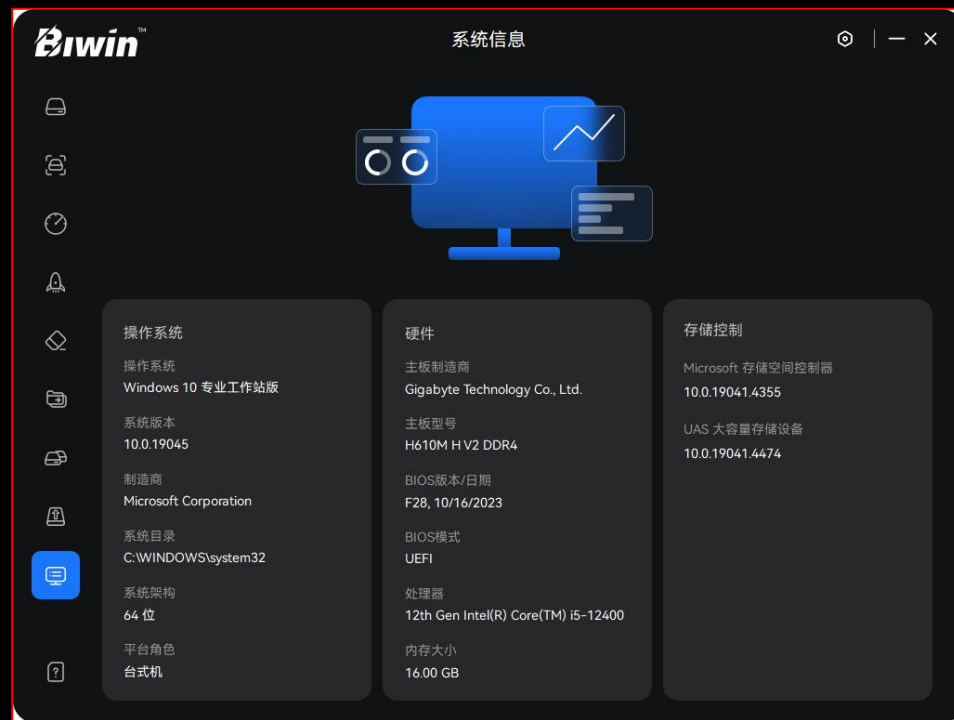 Biwin™
系统信息
操作系统
操作系统
Windows 10 专业工作站版
系统版本
10.0.19045
制造商
Microsoft Corporation
系统目录
C:\WINDOWS\system32
系统架构
64 位
平台角色
台式机
硬件
主板制造商
Gigabyte Technology Co., Ltd.
主板型号
H610M H V2 DDR4
BIOS版本/日期
F28, 10/16/2023
BIOS模式
UEFI
处理器
12th Gen Intel(R) Core(TM) i5-12400
内存大小
16.00 GB
存储控制
Microsoft 存储空间控制器
10.0.19041.4355
UAS 大容量存储设备
10.0.19041.4474